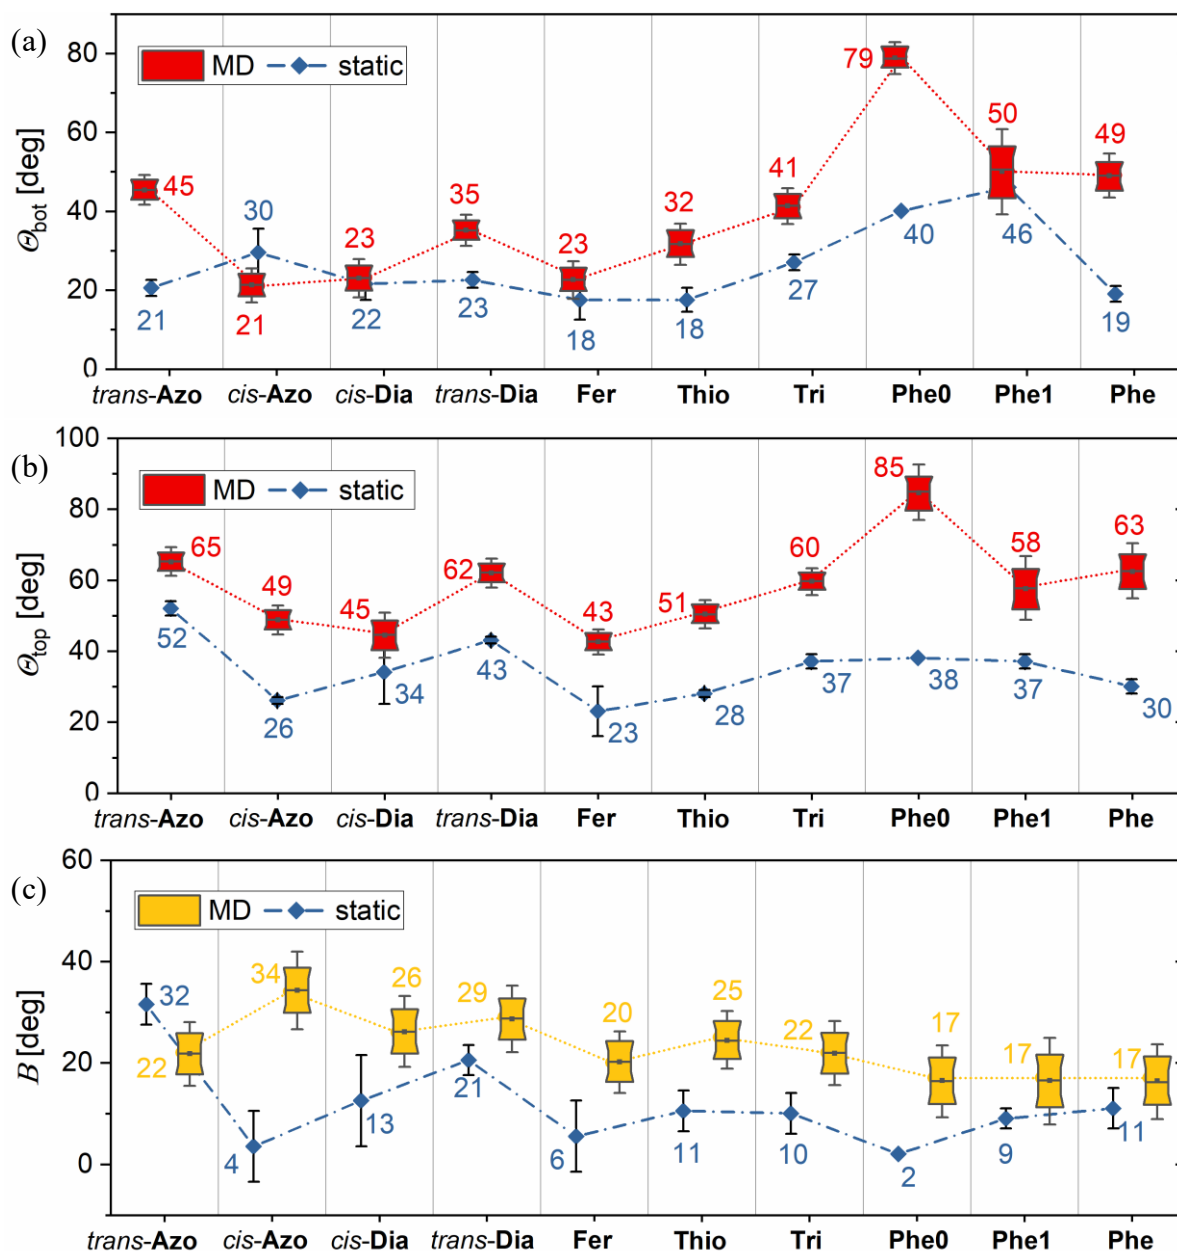 (a)
MD static
Θbot [deg]
80
60
40
20
0
45 21 23 35 23 32 41 79 50 49
21 30 22 23 18 18 27 40 46 19
trans-Azo cis-Azo cis-Dia trans-Dia Fer Thio Tri Phe0 Phe1 Phe
(b)
MD static
Θtop [deg]
100
80
60
40
20
0
65 49 45 62 43 51 60 85 58 63
52 26 34 43 23 28 37 38 37 30
trans-Azo cis-Azo cis-Dia trans-Dia Fer Thio Tri Phe0 Phe1 Phe
(c)
MD static
B [deg]
60
40
20
0
22 34 26 29 20 25 22 17 17 17
32 4 13 21 6 11 10 2 9 11
trans-Azo cis-Azo cis-Dia trans-Dia Fer Thio Tri Phe0 Phe1 Phe